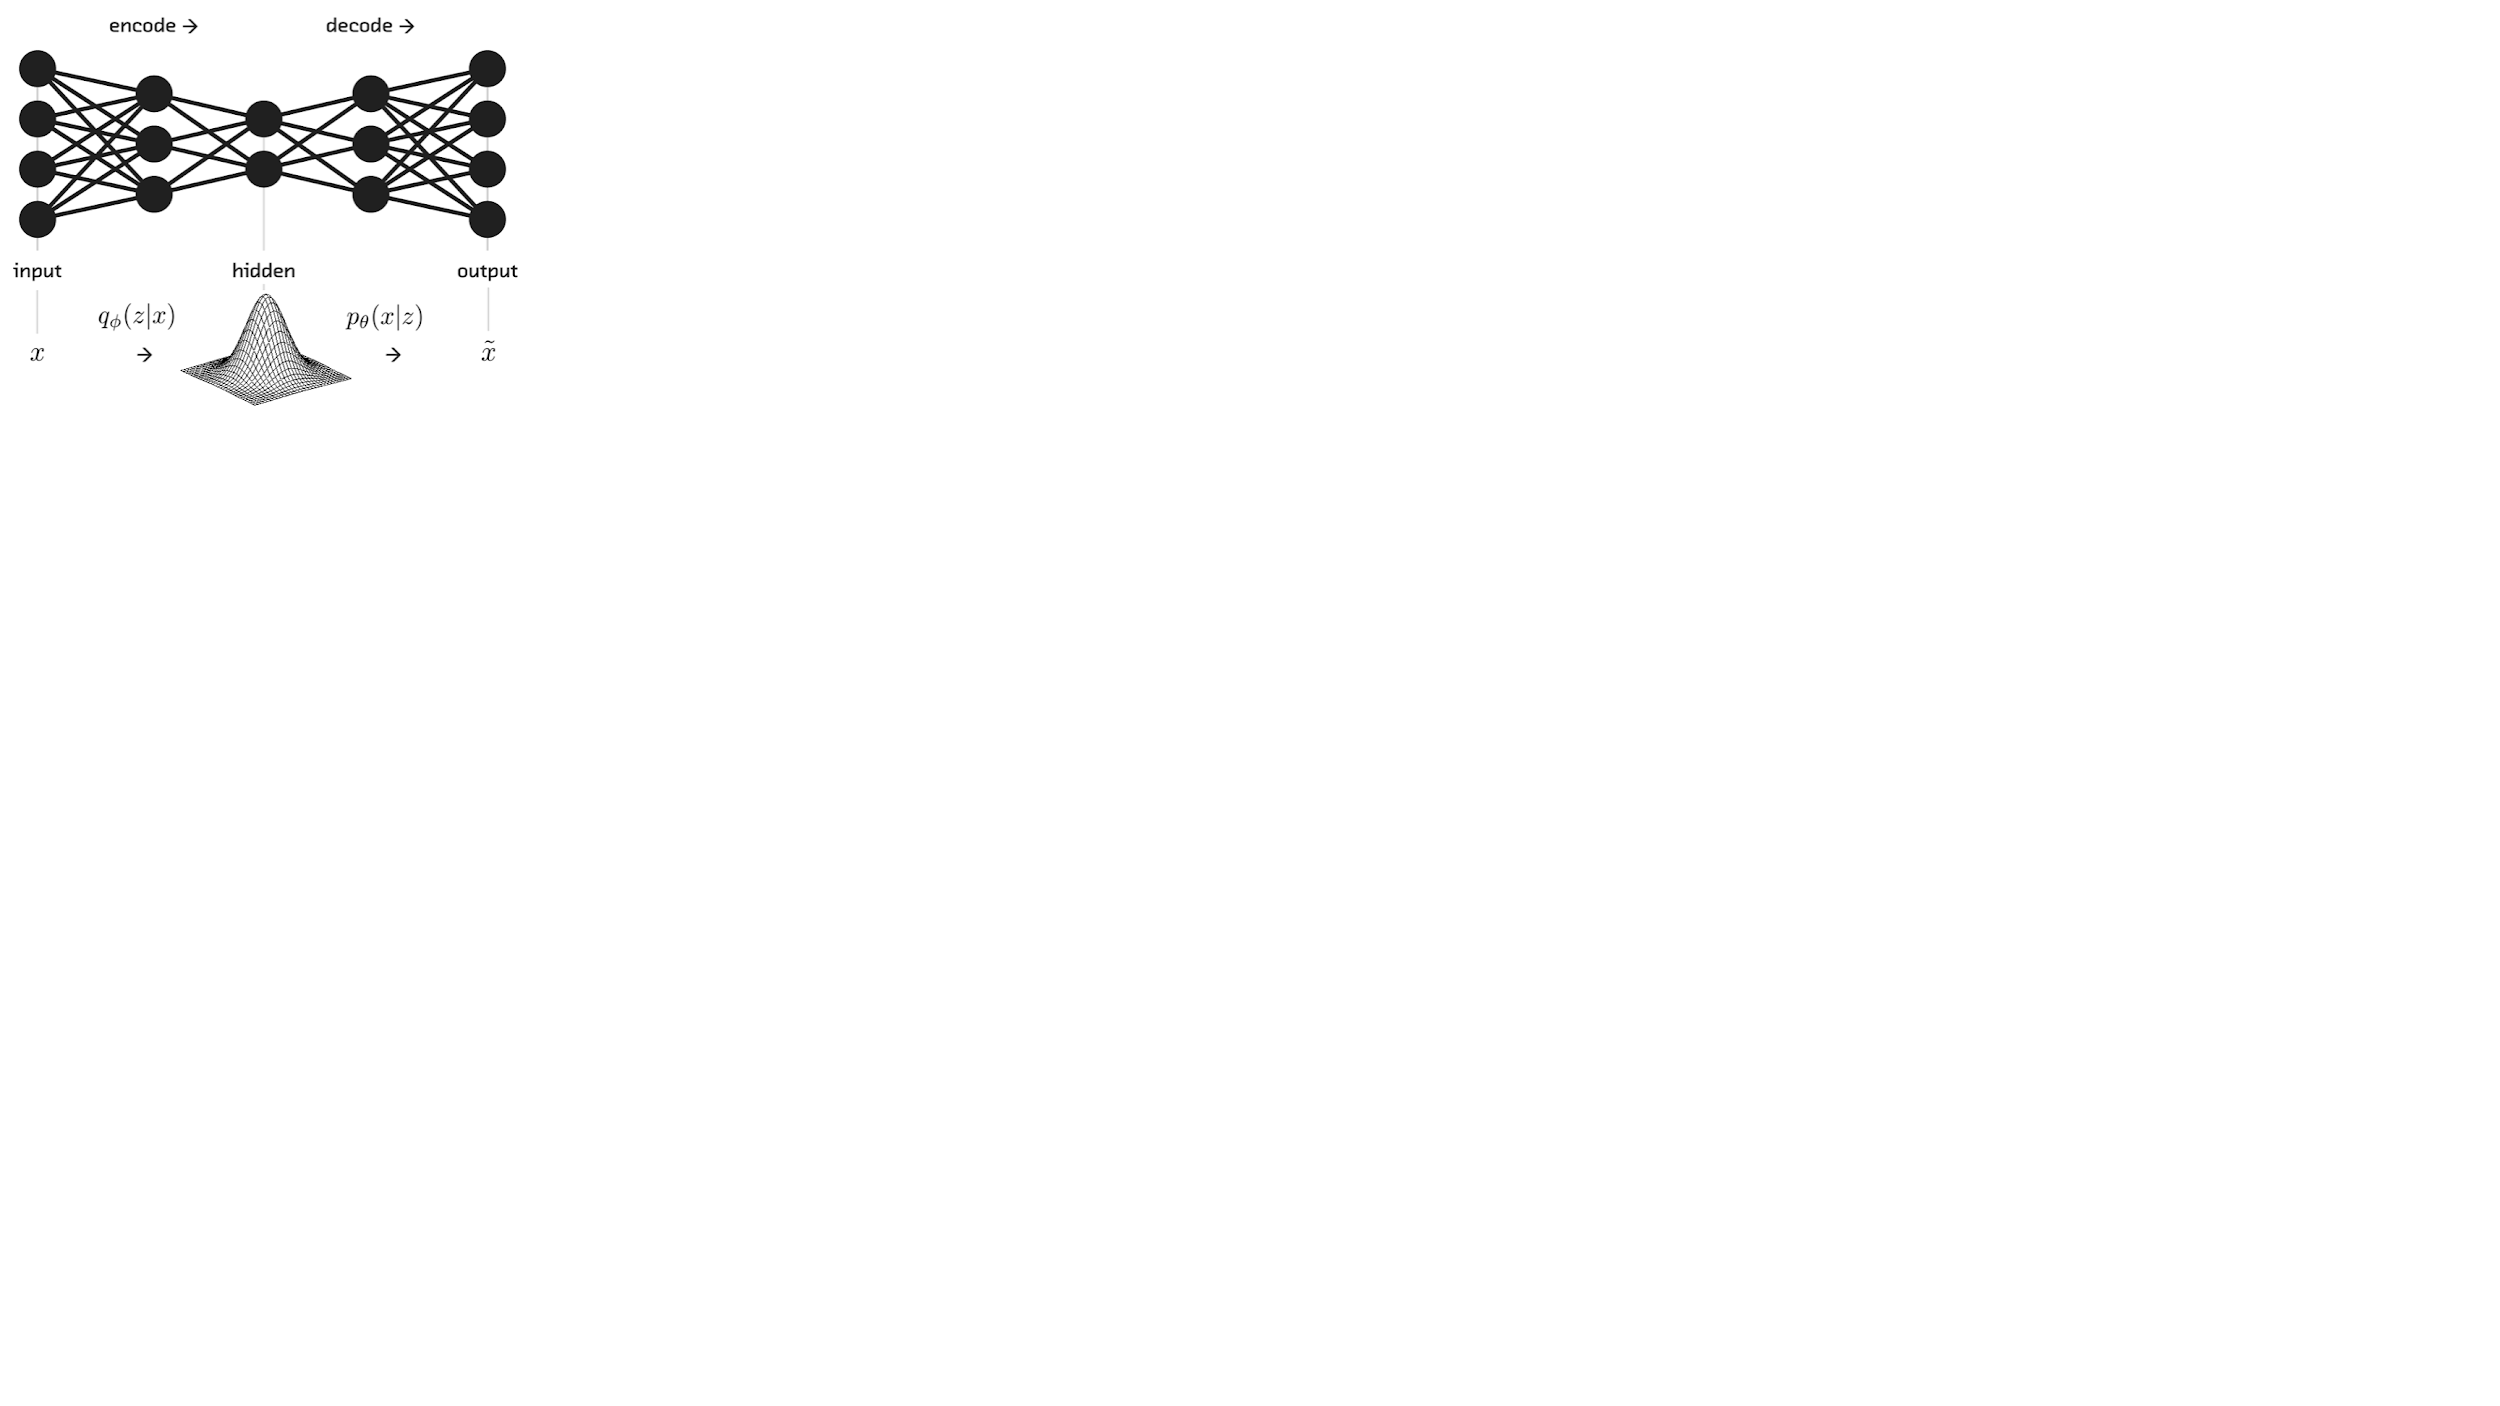 encode → decode →
input hidden output
qϕ(z|x) pθ(x|z)
x → → x̃